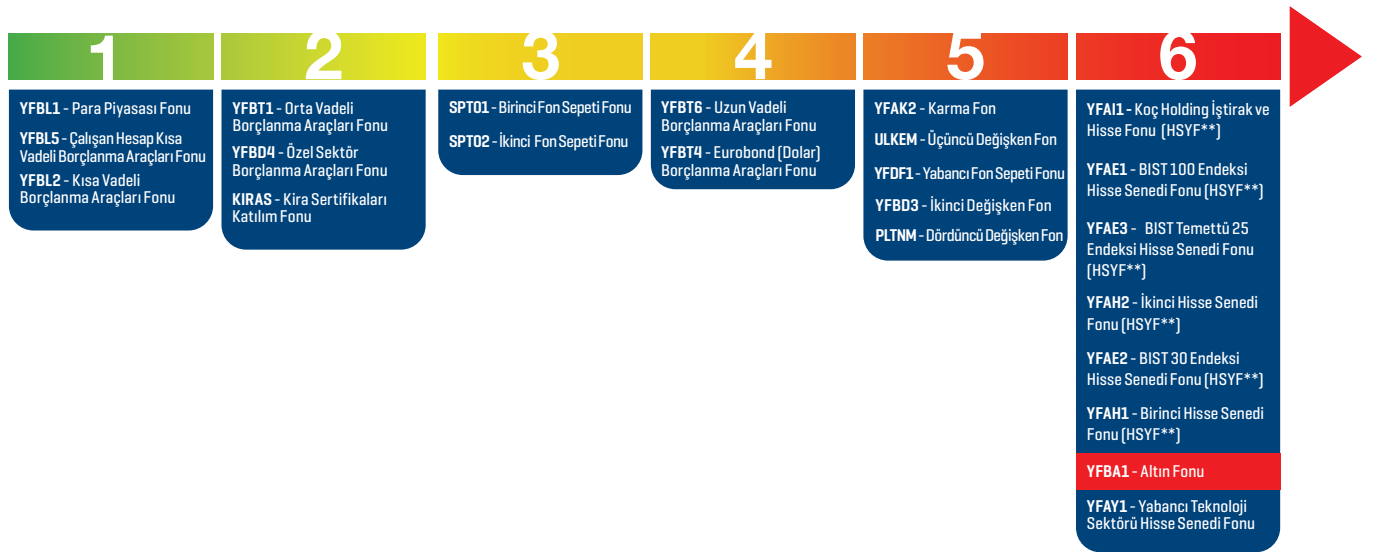 1
YFBL1 - Para Piyasası Fonu
YFBL5 - Çalışan Hesap Kısa
Vadeli Borçlanma Araçları Fonu
YFBL2 - Kısa Vadeli
Borçlanma Araçları Fonu
2
YFBT1 - Orta Vadeli
Borçlanma Araçları Fonu
YFBD4 - Özel Sektör
Borçlanma Araçları Fonu
KIRAS - Kira Sertifikaları
Katılım Fonu
3
SPT01 - Birinci Fon Sepeti Fonu
SPT02 - İkinci Fon Sepeti Fonu
4
YFBT6 - Uzun Vadeli
Borçlanma Araçları Fonu
YFBT4 - Eurobond (Dolar)
Borçlanma Araçları Fonu
5
YFAK2 - Karma Fon
ULKEM - Üçüncü Değişken Fon
YFDF1 - Yabancı Fon Sepeti Fonu
YFBD3 - İkinci Değişken Fon
PLTNM - Dördüncü Değişken Fon
6
YFAI1 - Koç Holding İştirak ve
Hisse Fonu (HSYF**)
YFAE1 - BIST 100 Endeksi
Hisse Senedi Fonu (HSYF**)
YFAE3 - BIST Temettü 25
Endeksi Hisse Senedi Fonu
(HSYF**)
YFAH2 - İkinci Hisse Senedi
Fonu (HSYF**)
YFAE2 - BIST 30 Endeksi
Hisse Senedi Fonu (HSYF**)
YFAH1 - Birinci Hisse Senedi
Fonu (HSYF**)
YFBA1 - Altın Fonu
YFAY1 - Yabancı Teknoloji
Sektörü Hisse Senedi Fonu